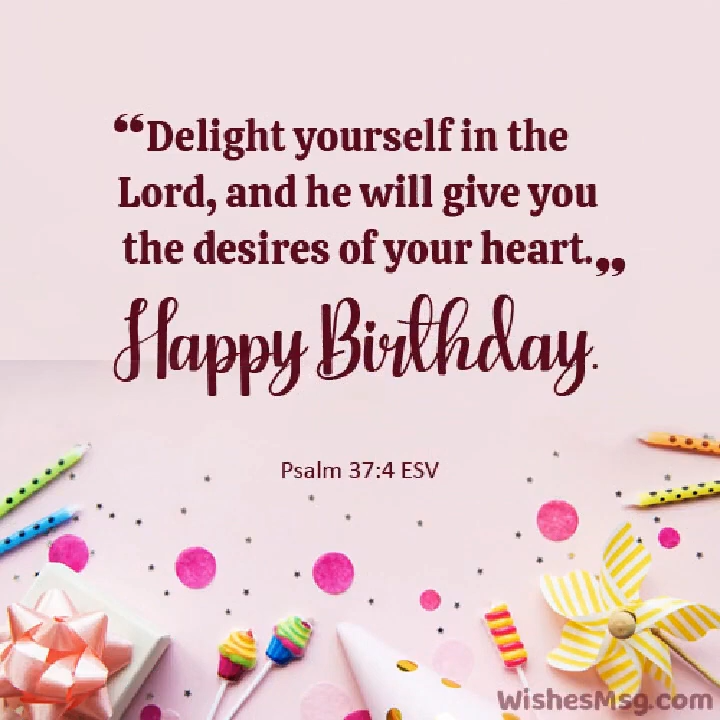 “Delight yourself in the
Lord, and he will give you
the desires of your heart.”
Happy Birthday.
Psalm 37:4 ESV
WishesMsg.com